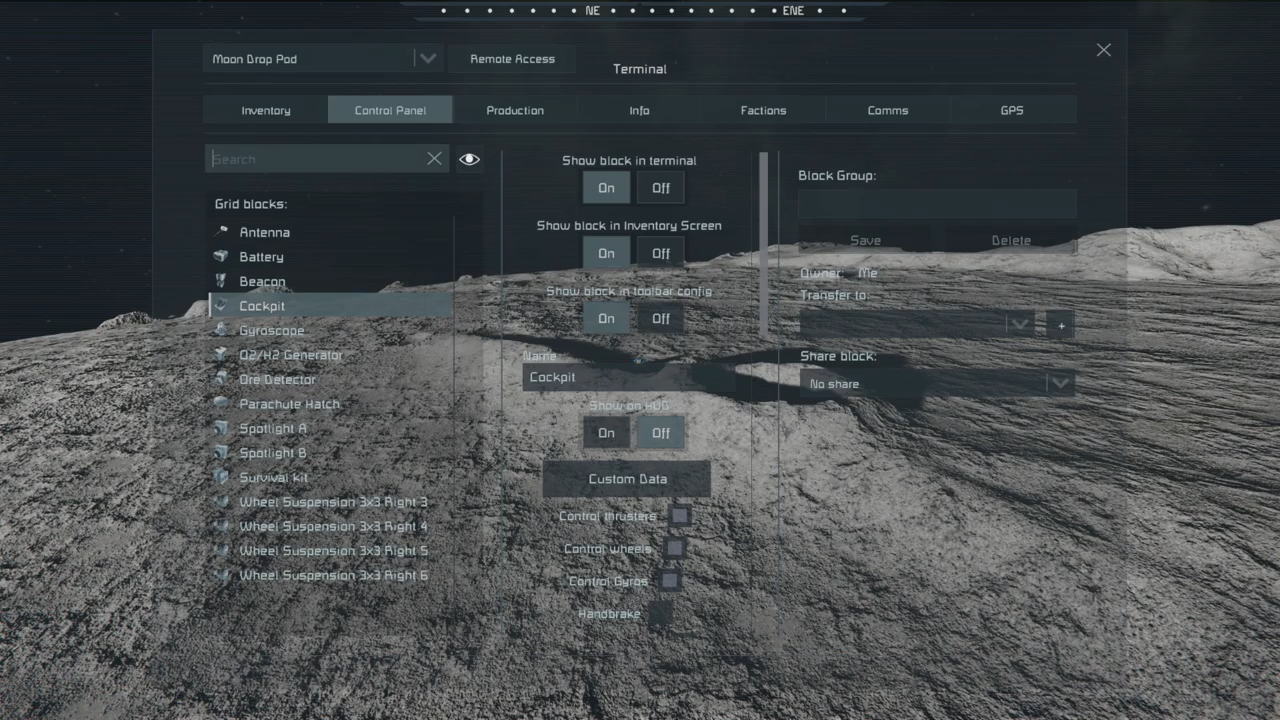 NE ENE
Moon Drop Pod
Remote Access
Terminal
Inventory Control Panel Production Info Factions Comms GPS
Search
Grid blocks:
Antenna
Battery
Beacon
Cockpit
Gyroscope
O2/H2 Generator
Ore Detector
Parachute Hatch
Spotlight A
Spotlight B
Survival kit
Wheel Suspension 3x3 Right 3
Wheel Suspension 3x3 Right 4
Wheel Suspension 3x3 Right 5
Wheel Suspension 3x3 Right 6
Show block in terminal
On Off
Show block in Inventory Screen
On Off
Show block in toolbar config
On Off
Name
Cockpit
Show on HUD
On Off
Custom Data
Control thrusters
Control wheels
Control Gyros
Handbrake
Block Group:
Save Delete
Owner: Me
Transfer to:
+
Share block:
No share